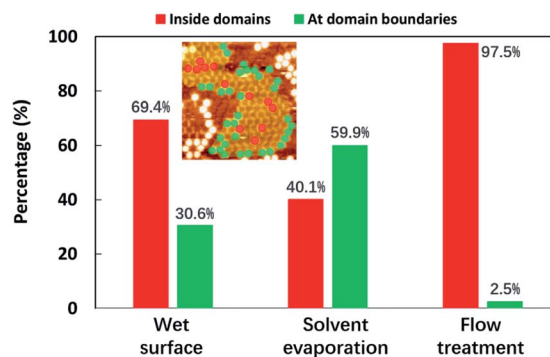 Inside domains
At domain boundaries
Percentage (%)
100
80
60
40
20
0
69.4%
30.6%
40.1%
59.9%
97.5%
2.5%
Wet
surface
Solvent
evaporation
Flow
treatment